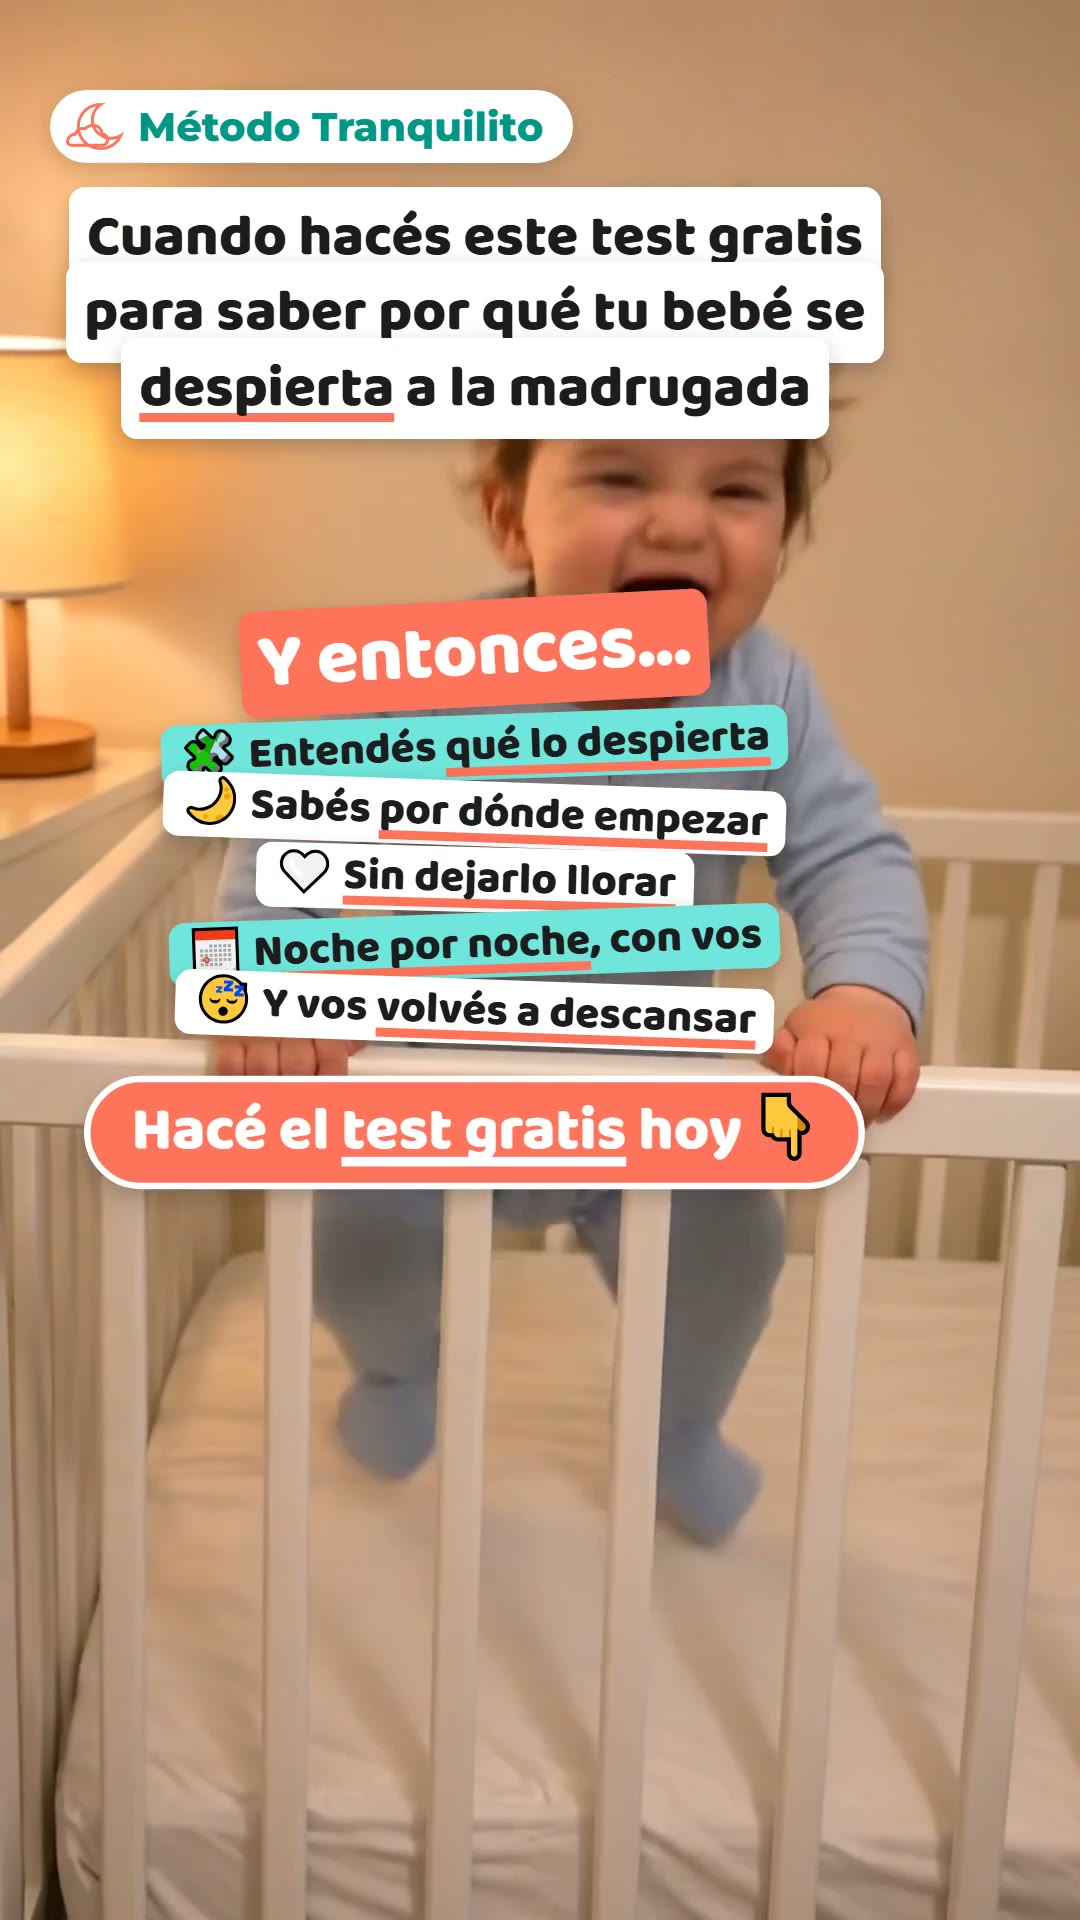 Método Tranquilito
Cuando hacés este test gratis
para saber por qué tu bebé se
despierta a la madrugada
Y entonces...
🧩 Entendés qué lo despierta
🌙 Sabés por dónde empezar
🤍 Sin dejarlo llorar
📅 Noche por noche, con vos
😴 Y vos volvés a descansar
Hacé el test gratis hoy 👇